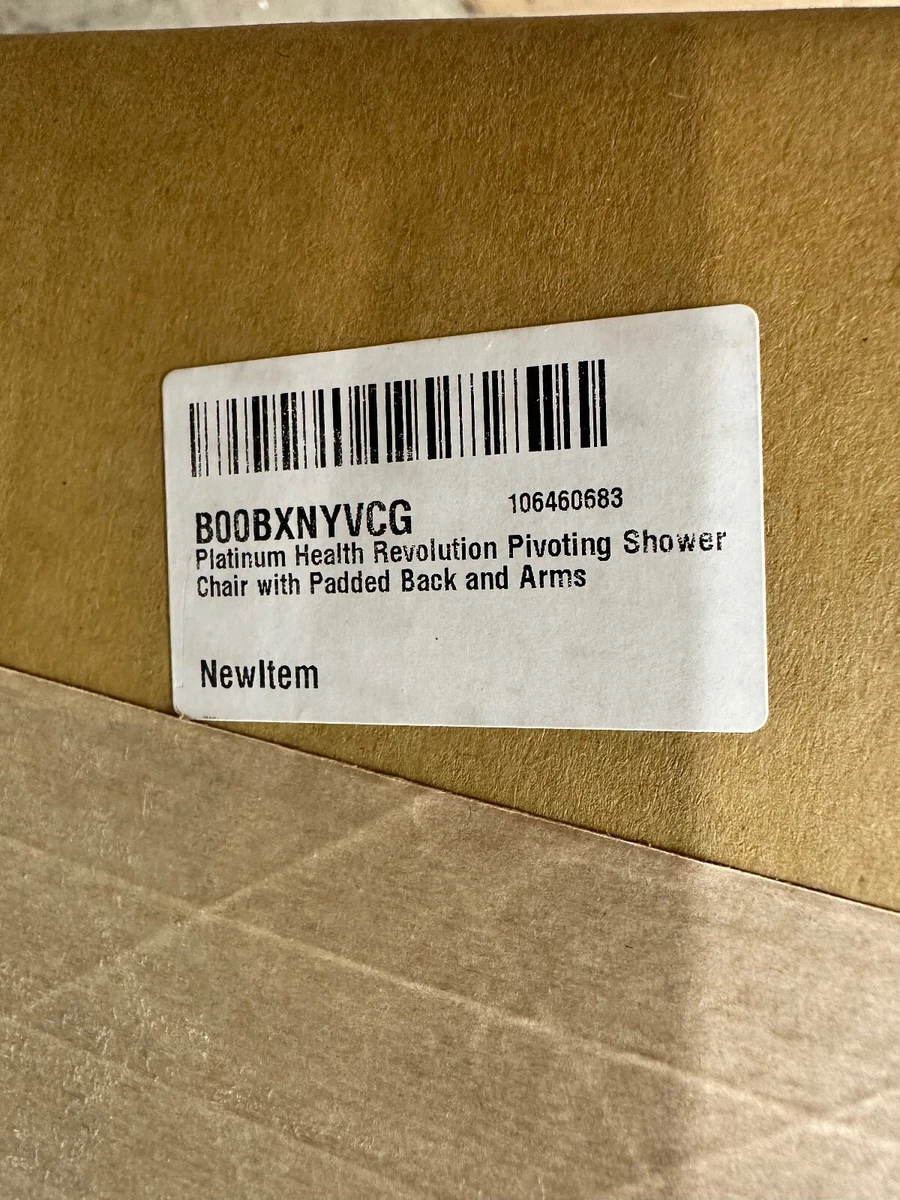 B00BXNYVCG
106460683
Platinum Health Revolution Pivoting Shower
Chair with Padded Back and Arms
NewItem